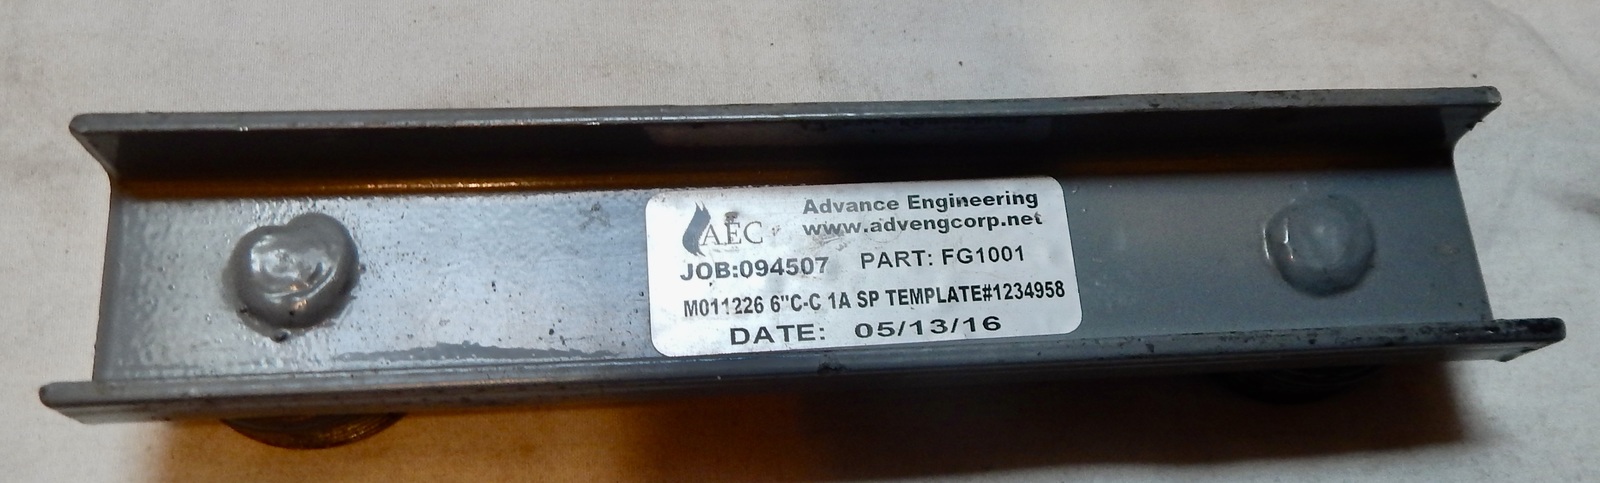 AEC
Advance Engineering
www.advengcorp.net
JOB:094507 PART: FG1001
M011226 6"C-C 1A SP TEMPLATE#1234958
DATE: 05/13/16